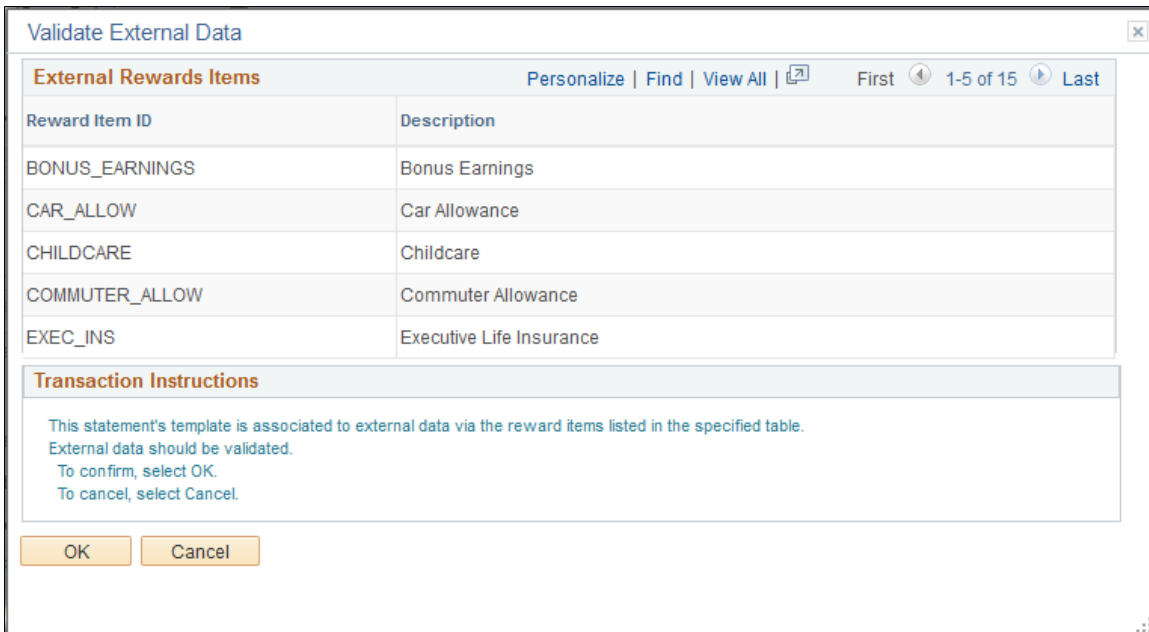 Validate External Data
External Rewards Items Personalize | Find | View All | First 1-5 of 15 Last
Reward Item ID Description
BONUS_EARNINGS Bonus Earnings
CAR_ALLOW Car Allowance
CHILDCARE Childcare
COMMUTER_ALLOW Commuter Allowance
EXEC_INS Executive Life Insurance
Transaction Instructions
This statement's template is associated to external data via the reward items listed in the specified table.
External data should be validated.
To confirm, select OK.
To cancel, select Cancel.
OK Cancel